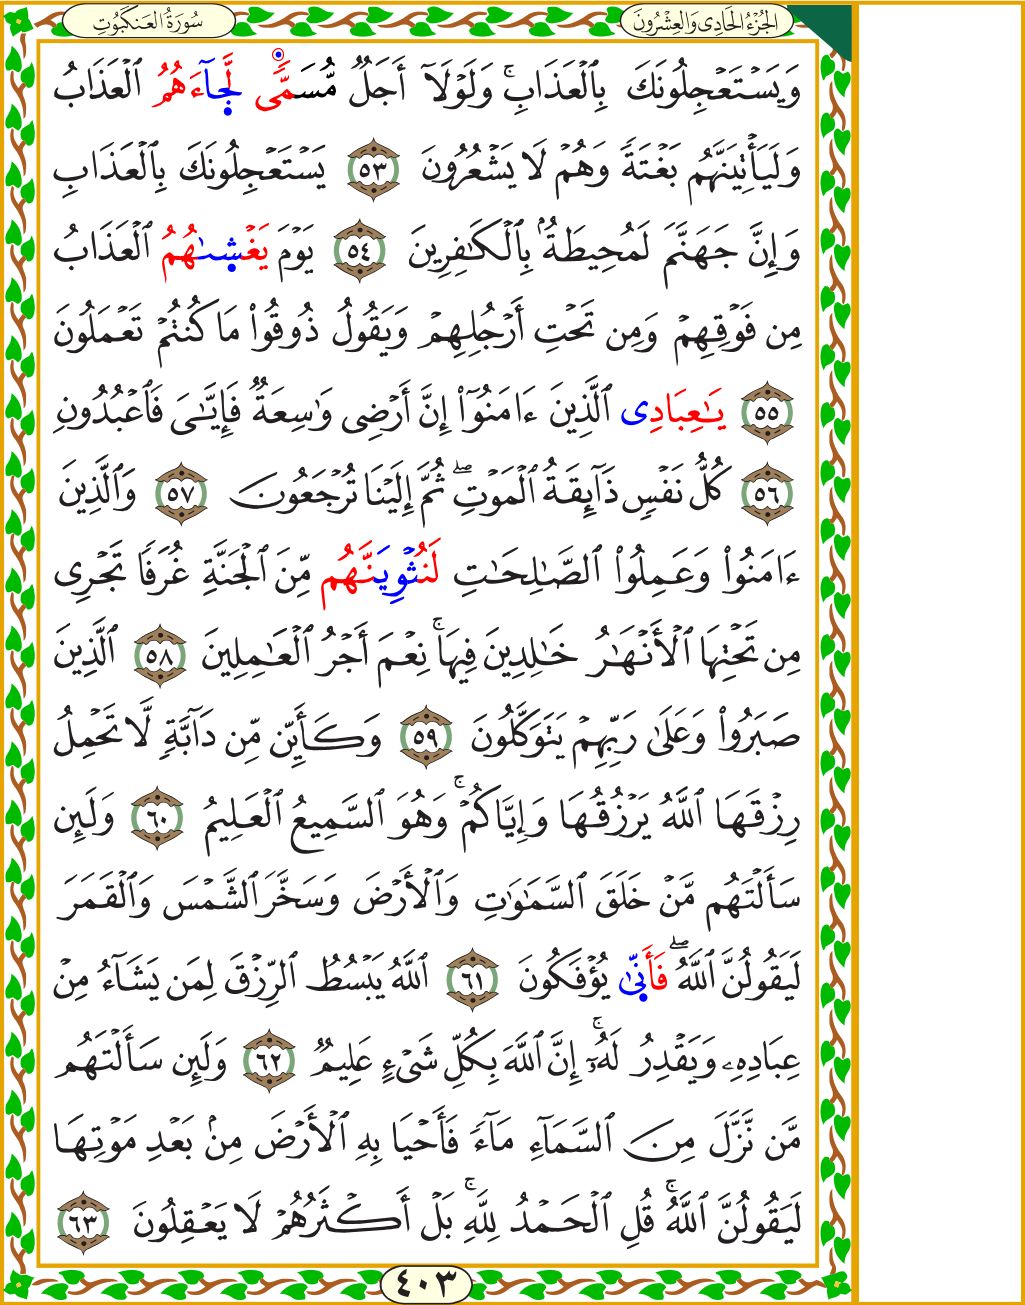 الجُزْءُ الحَادِى وَالعِشْرُونَ
سُورَةُ العَنكَبُوتِ
وَيَسْتَعْجِلُونَكَ بِٱلْعَذَابِۚ وَلَوْلَآ أَجَلٌ مُّسَمًّى لَّجَآءَهُمُ ٱلْعَذَابُ
وَلَيَأْتِيَنَّهُم بَغْتَةً وَهُمْ لَا يَشْعُرُونَ ٥٣ يَسْتَعْجِلُونَكَ بِٱلْعَذَابِ
وَإِنَّ جَهَنَّمَ لَمُحِيطَةٌۢ بِٱلْكَٰفِرِينَ ٥٤ يَوْمَ يَغْشِىٰهُمُ ٱلْعَذَابُ
مِن فَوْقِهِمْ وَمِن تَحْتِ أَرْجُلِهِمْ وَيَقُولُ ذُوقُوا۟ مَا كُنتُمْ تَعْمَلُونَ
٥٥ يَٰعِبَادِى ٱلَّذِينَ ءَامَنُوٓا۟ إِنَّ أَرْضِى وَٰسِعَةٌ فَإِيَّٰىَ فَٱعْبُدُونِ
٥٦ كُلُّ نَفْسٍ ذَآئِقَةُ ٱلْمَوْتِۖ ثُمَّ إِلَيْنَا تُرْجَعُونَ ٥٧ وَٱلَّذِينَ
ءَامَنُوا۟ وَعَمِلُوا۟ ٱلصَّٰلِحَٰتِ لَنُثْوِيَنَّهُم مِّنَ ٱلْجَنَّةِ غُرَفًا تَجْرِى
مِن تَحْتِهَا ٱلْأَنْهَٰرُ خَٰلِدِينَ فِيهَاۚ نِعْمَ أَجْرُ ٱلْعَٰمِلِينَ ٥٨ ٱلَّذِينَ
صَبَرُوا۟ وَعَلَىٰ رَبِّهِمْ يَتَوَكَّلُونَ ٥٩ وَكَأَيِّن مِّن دَآبَّةٍ لَّا تَحْمِلُ
رِزْقَهَا ٱللَّهُ يَرْزُقُهَا وَإِيَّاكُمْۚ وَهُوَ ٱلسَّمِيعُ ٱلْعَلِيمُ ٦٠ وَلَئِن
سَأَلْتَهُم مَّنْ خَلَقَ ٱلسَّمَٰوَٰتِ وَٱلْأَرْضَ وَسَخَّرَ ٱلشَّمْسَ وَٱلْقَمَرَ
لَيَقُولُنَّ ٱللَّهُۖ فَأَنِّىٰ يُؤْفَكُونَ ٦١ ٱللَّهُ يَبْسُطُ ٱلرِّزْقَ لِمَن يَشَآءُ مِنْ
عِبَادِهِۦ وَيَقْدِرُ لَهُۥٓۚ إِنَّ ٱللَّهَ بِكُلِّ شَىْءٍ عَلِيمٌ ٦٢ وَلَئِن سَأَلْتَهُم
مَّن نَّزَّلَ مِنَ ٱلسَّمَآءِ مَآءً فَأَحْيَا بِهِ ٱلْأَرْضَ مِنۢ بَعْدِ مَوْتِهَا
لَيَقُولُنَّ ٱللَّهُۚ قُلِ ٱلْحَمْدُ لِلَّهِۚ بَلْ أَكْثَرُهُمْ لَا يَعْقِلُونَ ٦٣
٤٠٣